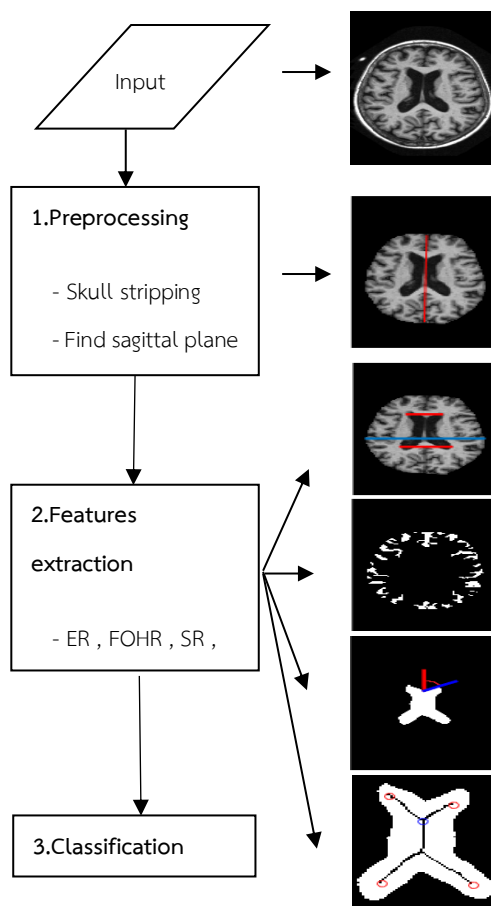 Input
1.Preprocessing
- Skull stripping
- Find sagittal plane
2.Features
extraction
- ER , FOHR , SR ,
3.Classification